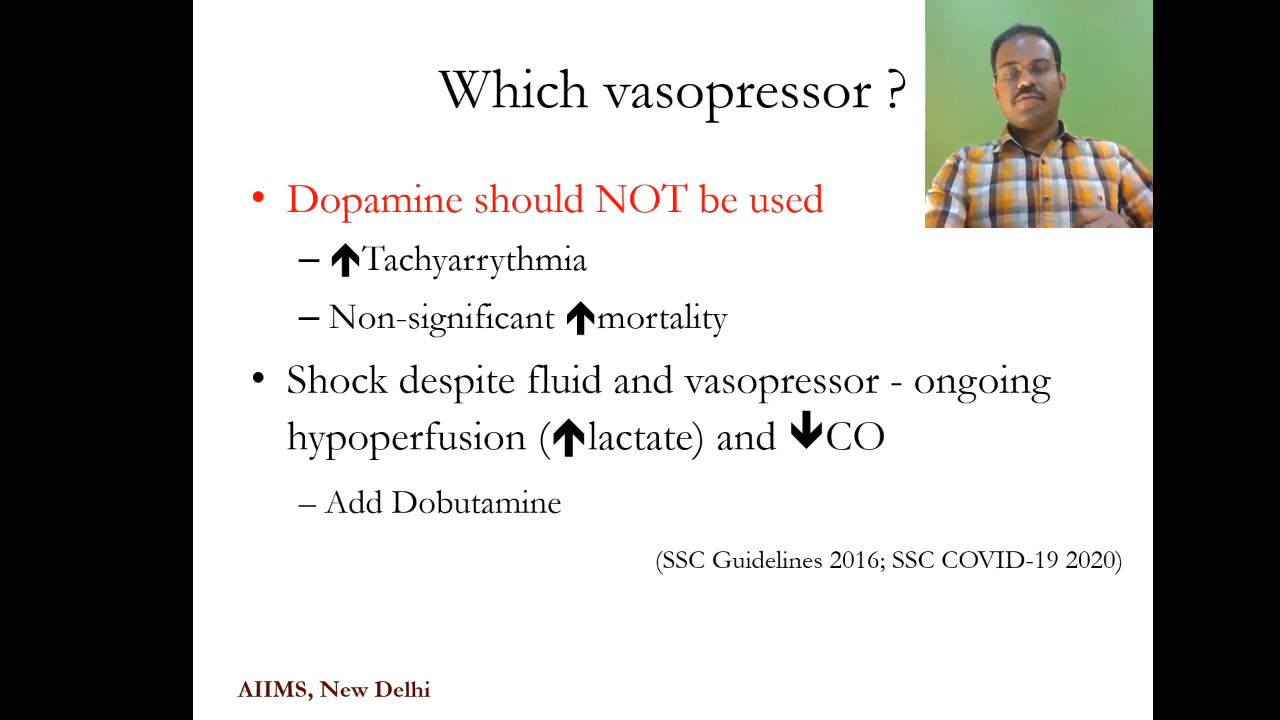 Which vasopressor ?
• Dopamine should NOT be used
– ↑Tachyarrythmia
– Non-significant ↑mortality
• Shock despite fluid and vasopressor - ongoing
hypoperfusion (↑lactate) and ↓CO
– Add Dobutamine
(SSC Guidelines 2016; SSC COVID-19 2020)
AIIMS, New Delhi